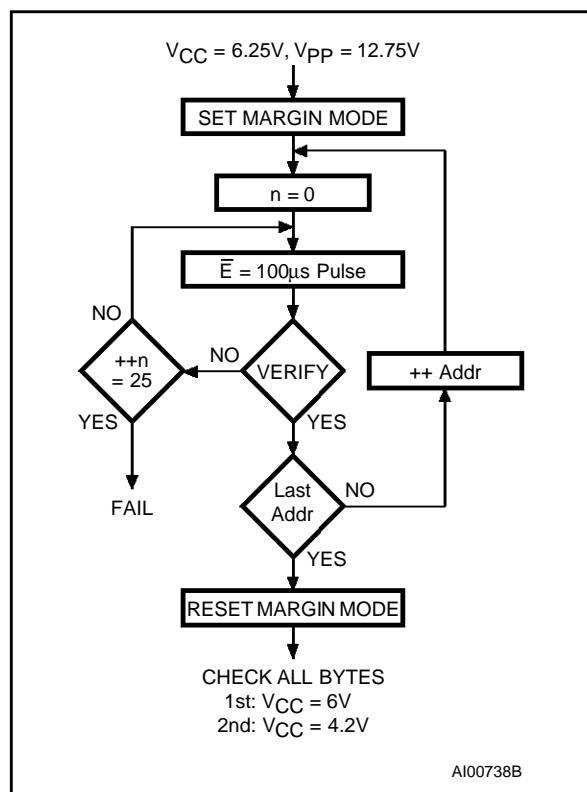 VCC = 6.25V, VPP = 12.75V
SET MARGIN MODE
n = 0
E̅ = 100µs Pulse
NO
++n
= 25
NO
VERIFY
++ Addr
YES
YES
FAIL
Last
Addr
NO
YES
RESET MARGIN MODE
CHECK ALL BYTES
1st: VCC = 6V
2nd: VCC = 4.2V
AI00738B